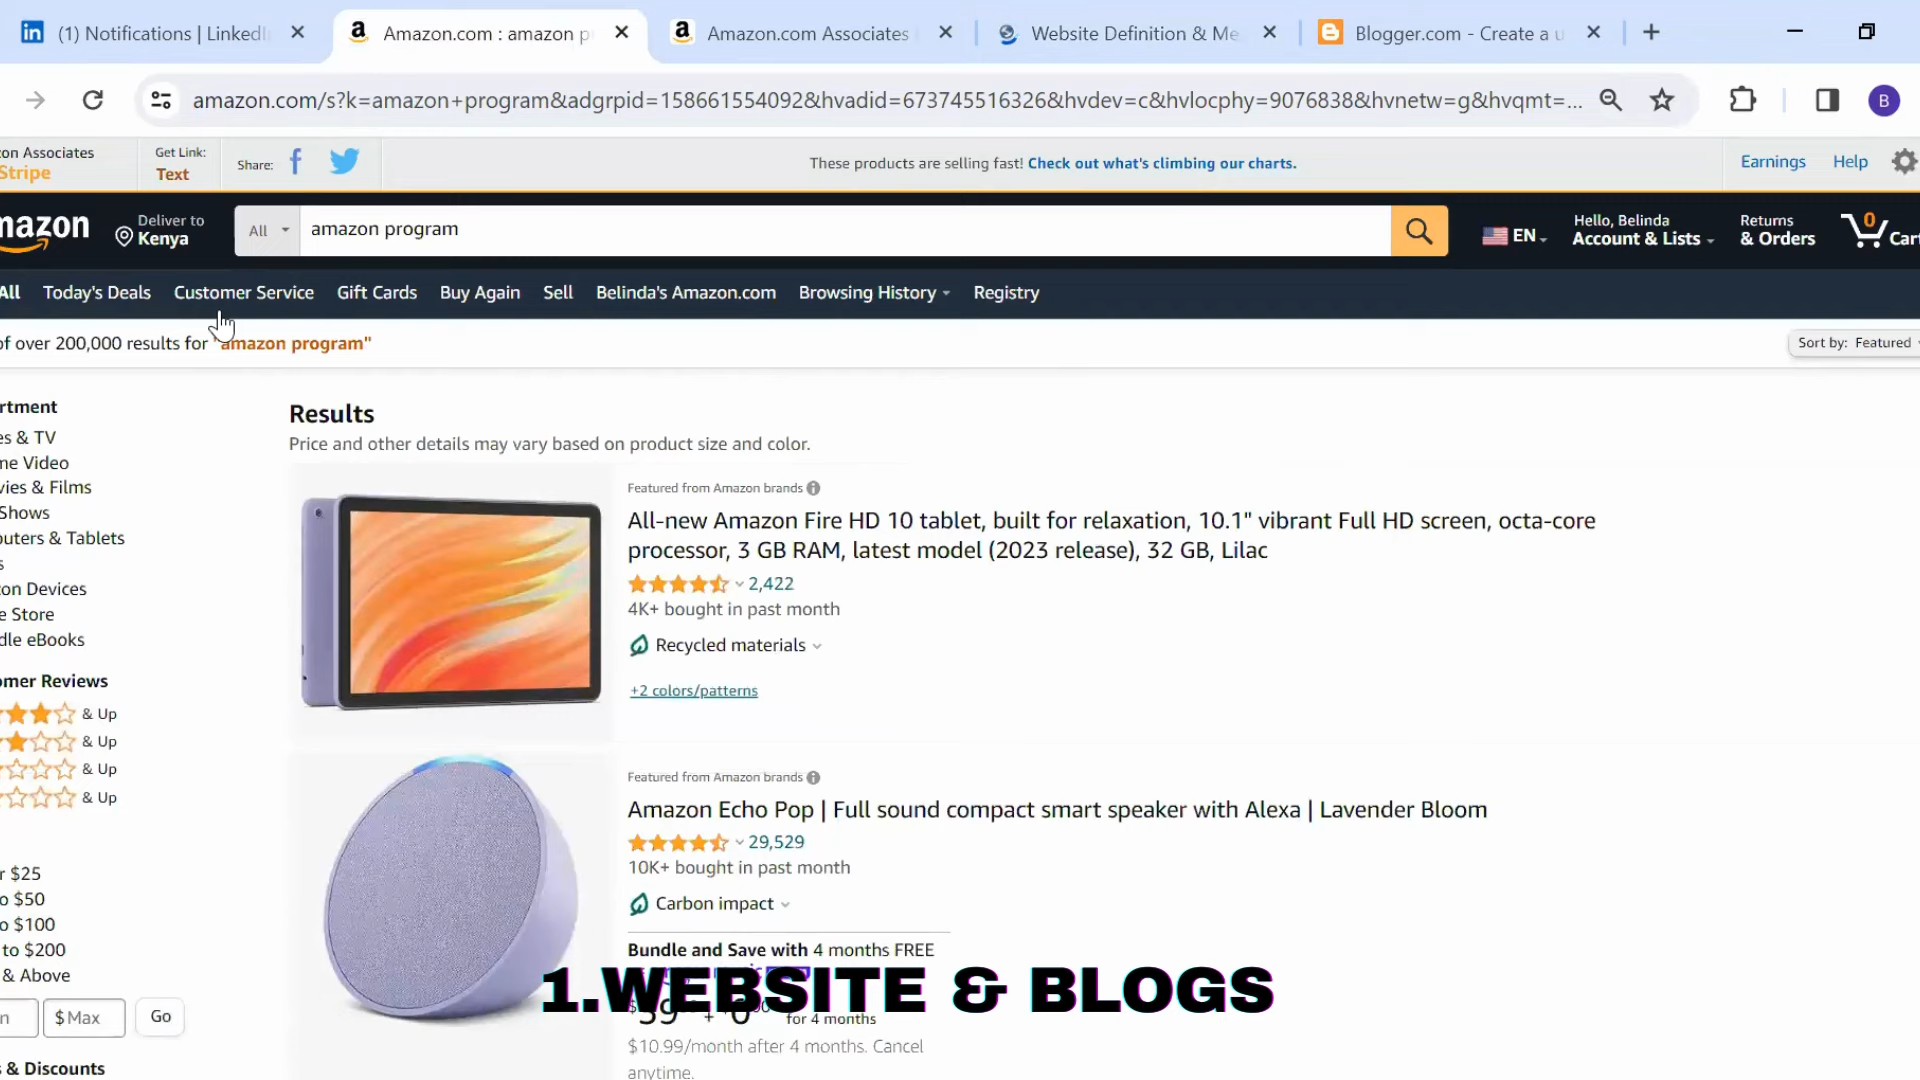 (1) Notifications | LinkedI
Amazon.com : amazon p
Amazon.com Associates
Website Definition & Me
Blogger.com - Create a u
amazon.com/s?k=amazon+program&adgrpid=158661554092&hvadid=673745516326&hvdev=c&hvlocphy=9076838&hvnetw=g&hvqmt=...
B
on Associates
Stripe
Get Link:
Text
Share:
These products are selling fast! Check out what's climbing our charts.
Earnings
Help
mazon
Deliver to
Kenya
All
amazon program
EN
Hello, Belinda
Account & Lists
Returns
& Orders
0
Cart
All
Today's Deals
Customer Service
Gift Cards
Buy Again
Sell
Belinda's Amazon.com
Browsing History
Registry
of over 200,000 results for "amazon program"
Sort by: Featured
rtment
es & TV
me Video
vies & Films
Shows
outers & Tablets
s
on Devices
e Store
dle eBooks
omer Reviews
& Up
& Up
& Up
& Up
r $25
o $50
o $100
to $200
& Above
n
$ Max
Go
s & Discounts
Results
Price and other details may vary based on product size and color.
Featured from Amazon brands
All-new Amazon Fire HD 10 tablet, built for relaxation, 10.1" vibrant Full HD screen, octa-core
processor, 3 GB RAM, latest model (2023 release), 32 GB, Lilac
2,422
4K+ bought in past month
Recycled materials
+2 colors/patterns
Featured from Amazon brands
Amazon Echo Pop | Full sound compact smart speaker with Alexa | Lavender Bloom
29,529
10K+ bought in past month
Carbon impact
Bundle and Save with 4 months FREE
1.WEBSITE & BLOGS
for 4 months
$10.99/month after 4 months. Cancel
anytime.